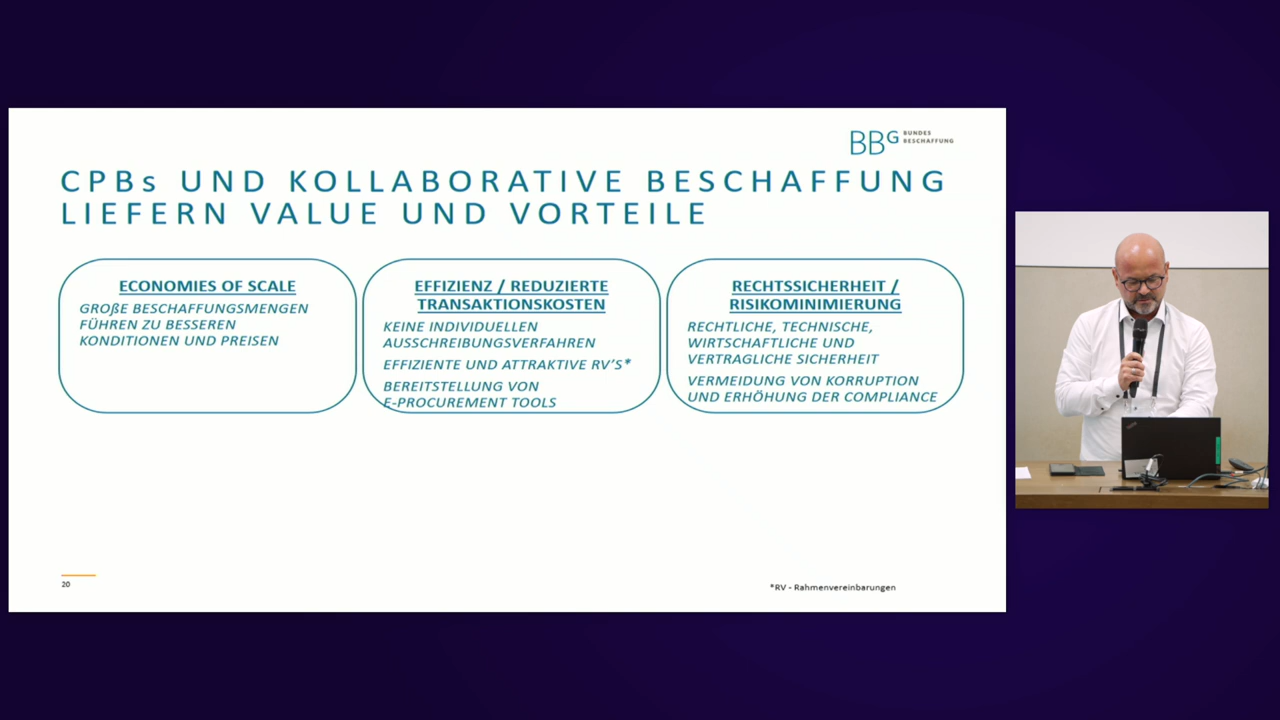 BBG BUNDES
BESCHAFFUNG
CPBs UND KOLLABORATIVE BESCHAFFUNG
LIEFERN VALUE UND VORTEILE
ECONOMIES OF SCALE
GROßE BESCHAFFUNGSMENGEN
FÜHREN ZU BESSEREN
KONDITIONEN UND PREISEN
EFFIZIENZ / REDUZIERTE
TRANSAKTIONSKOSTEN
KEINE INDIVIDUELLEN
AUSSCHREIBUNGSVERFAHREN
EFFIZIENTE UND ATTRAKTIVE RV'S*
BEREITSTELLUNG VON
E-PROCUREMENT TOOLS
RECHTSSICHERHEIT /
RISIKOMINIMIERUNG
RECHTLICHE, TECHNISCHE,
WIRTSCHAFTLICHE UND
VERTRAGLICHE SICHERHEIT
VERMEIDUNG VON KORRUPTION
UND ERHÖHUNG DER COMPLIANCE
20
*RV - Rahmenvereinbarungen